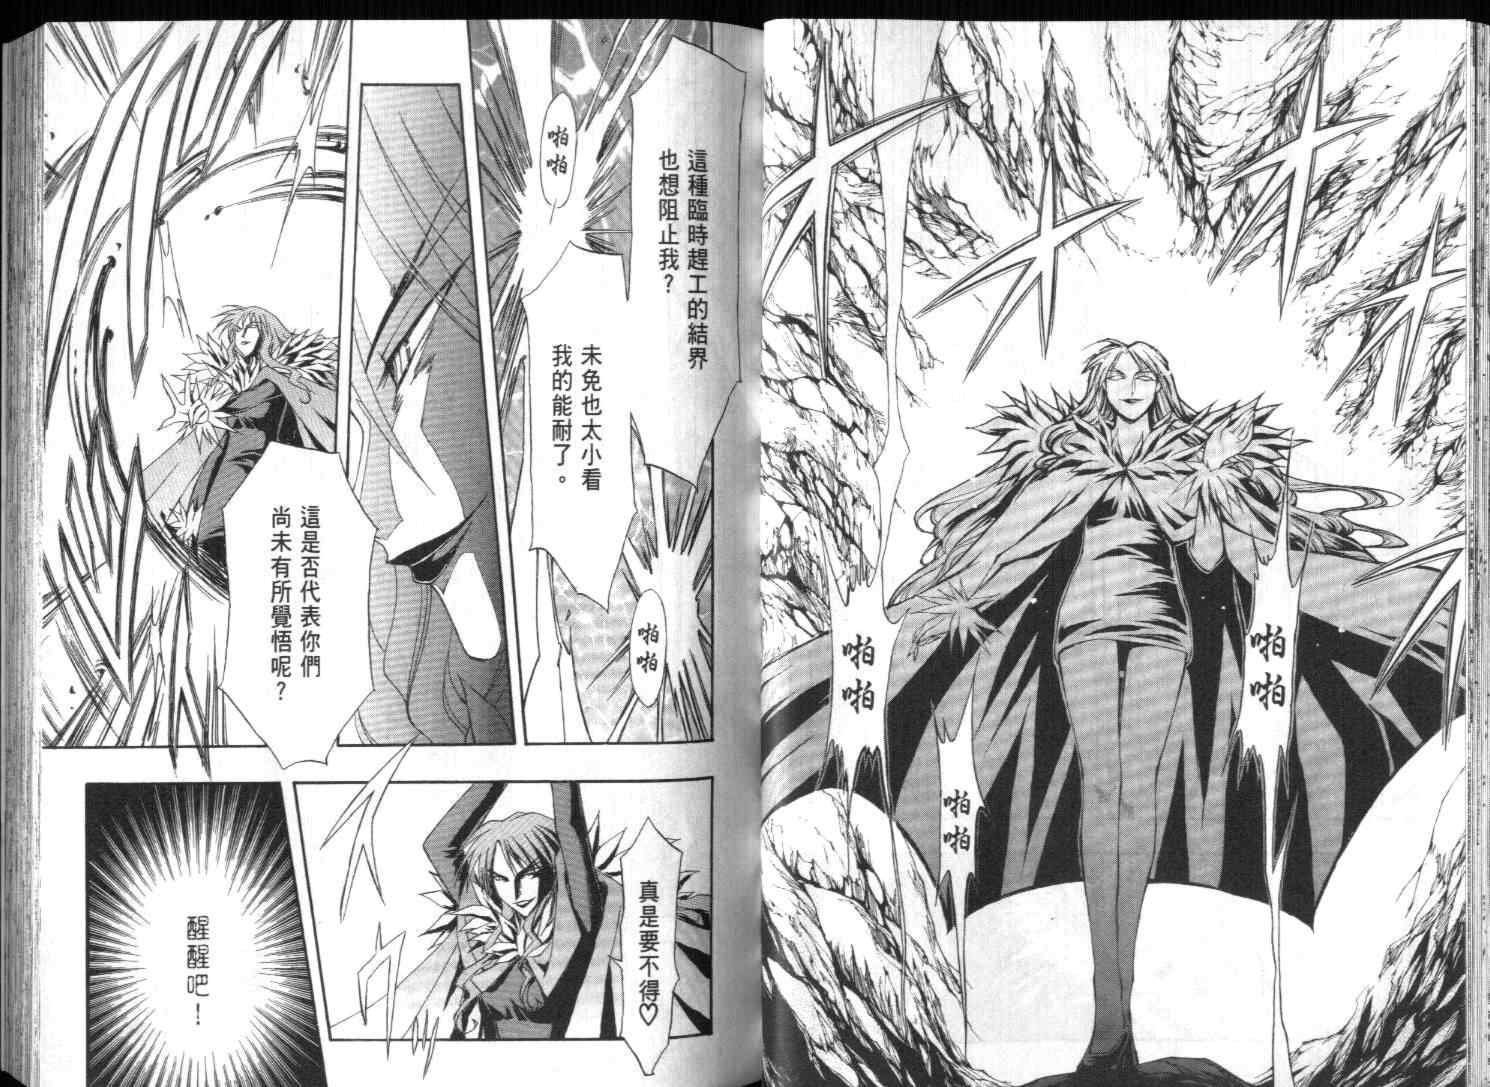 啪啪
啪啪
啪啪
這種臨時趕工的結界
也想阻止我？
啪啪
未免也太小看
我的能耐了。
啪啪
這是否代表你們
尚未有所覺悟呢？
真是要不得♡
醒醒吧！